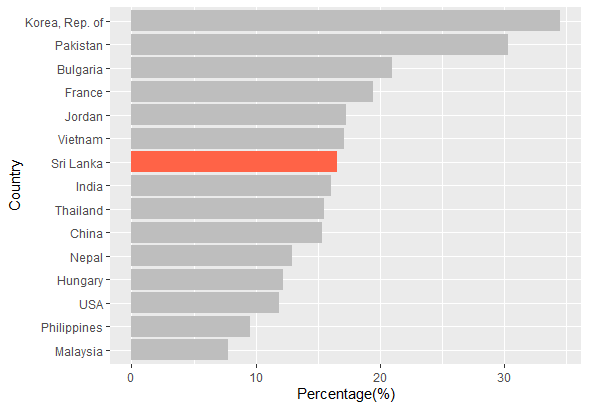 Korea, Rep. of
Pakistan
Bulgaria
France
Jordan
Vietnam
Sri Lanka
India
Thailand
China
Nepal
Hungary
USA
Philippines
Malaysia
Country
0 10 20 30
Percentage(%)